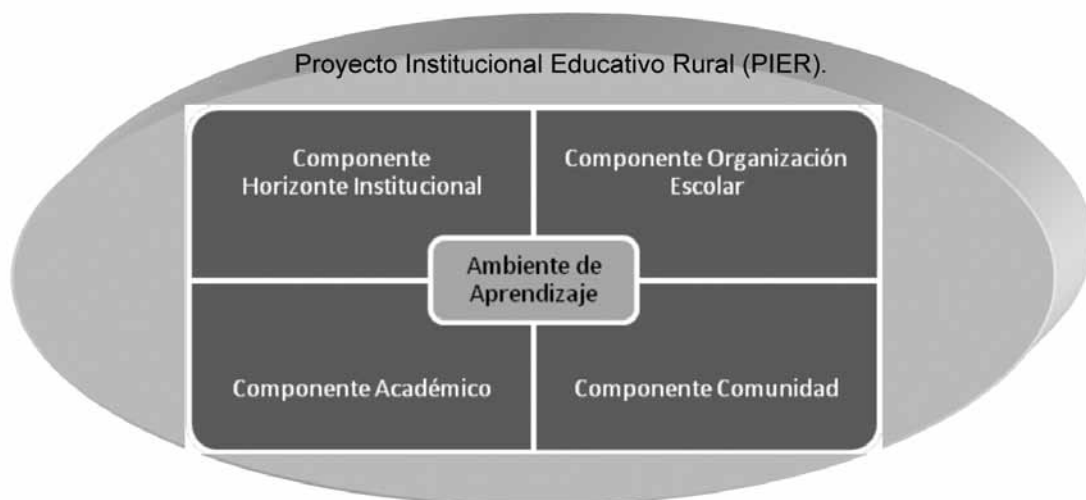 Proyecto Institucional Educativo Rural (PIER).
Componente
Horizonte Institucional
Componente Organización
Escolar
Ambiente de
Aprendizaje
Componente Académico
Componente Comunidad